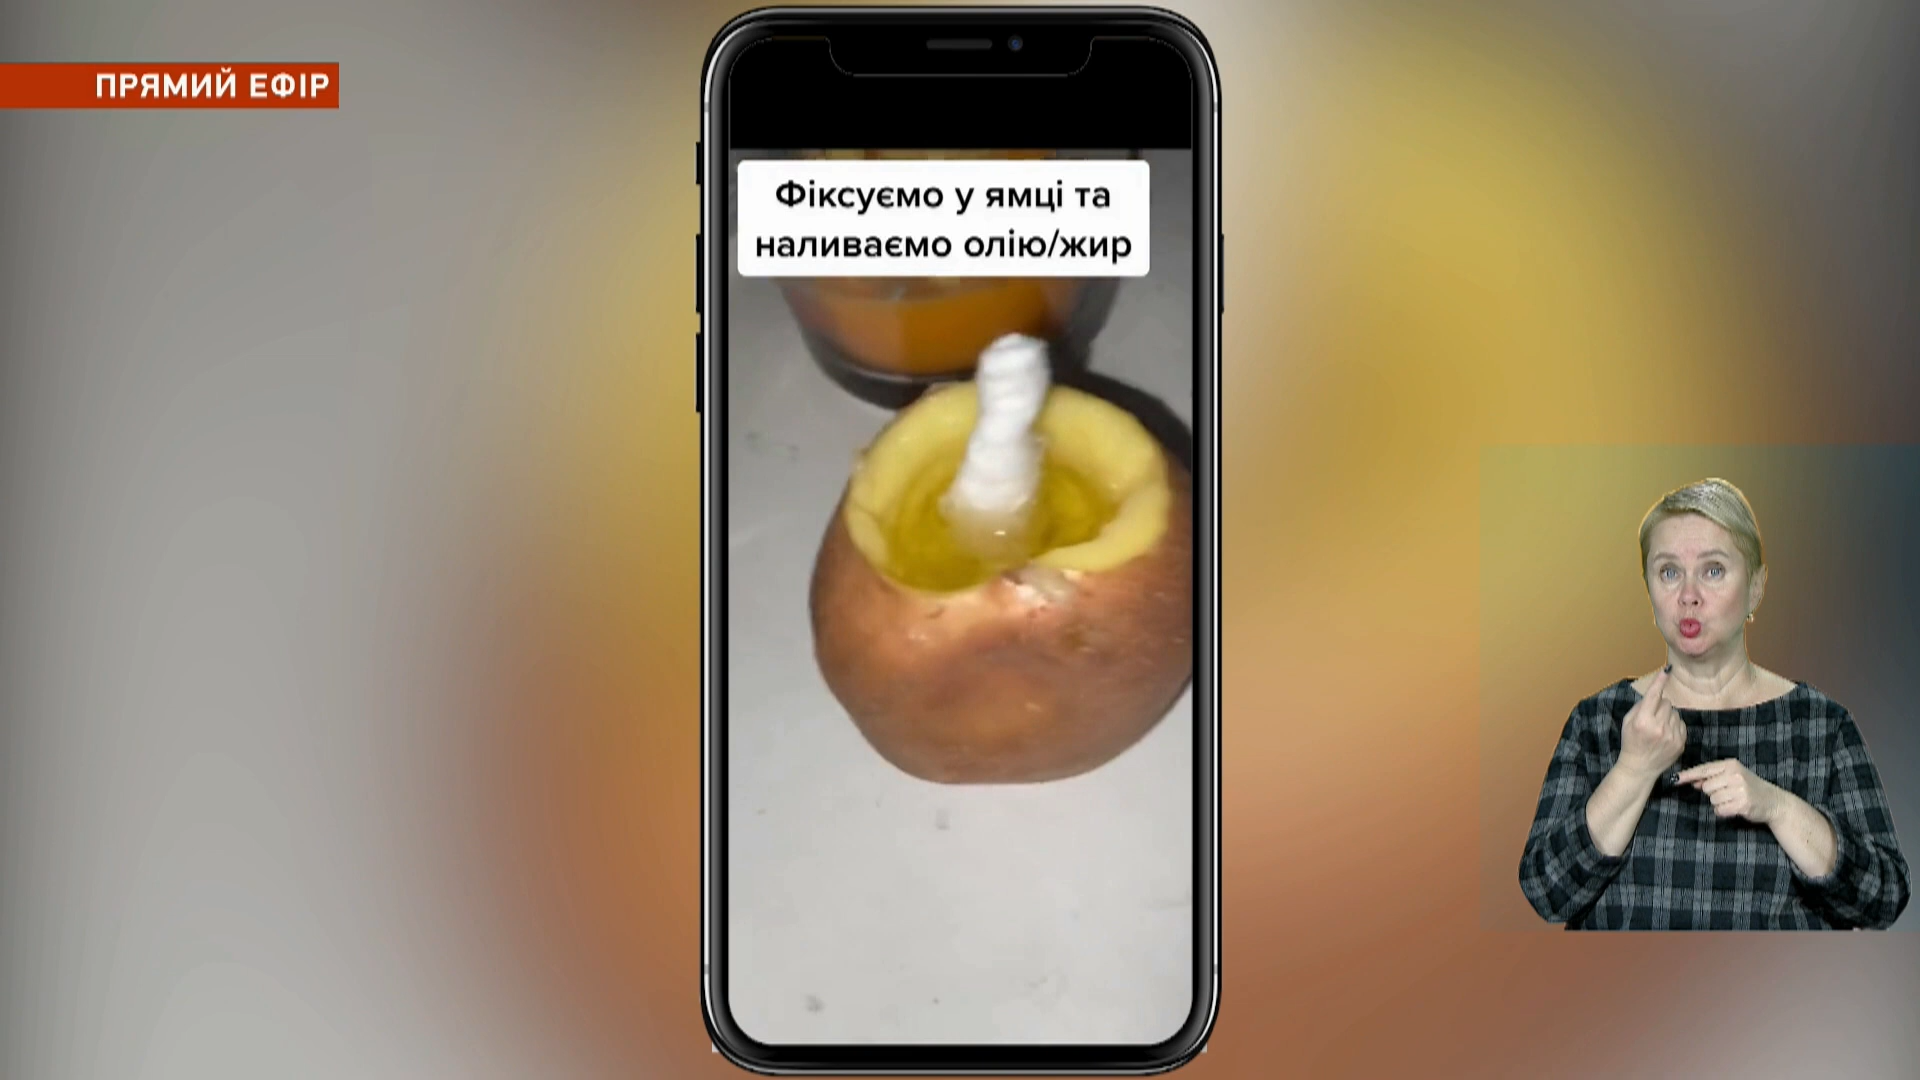 ПРЯМИЙ ЕФІР
Фіксуємо у ямці та
наливаємо олію/жир